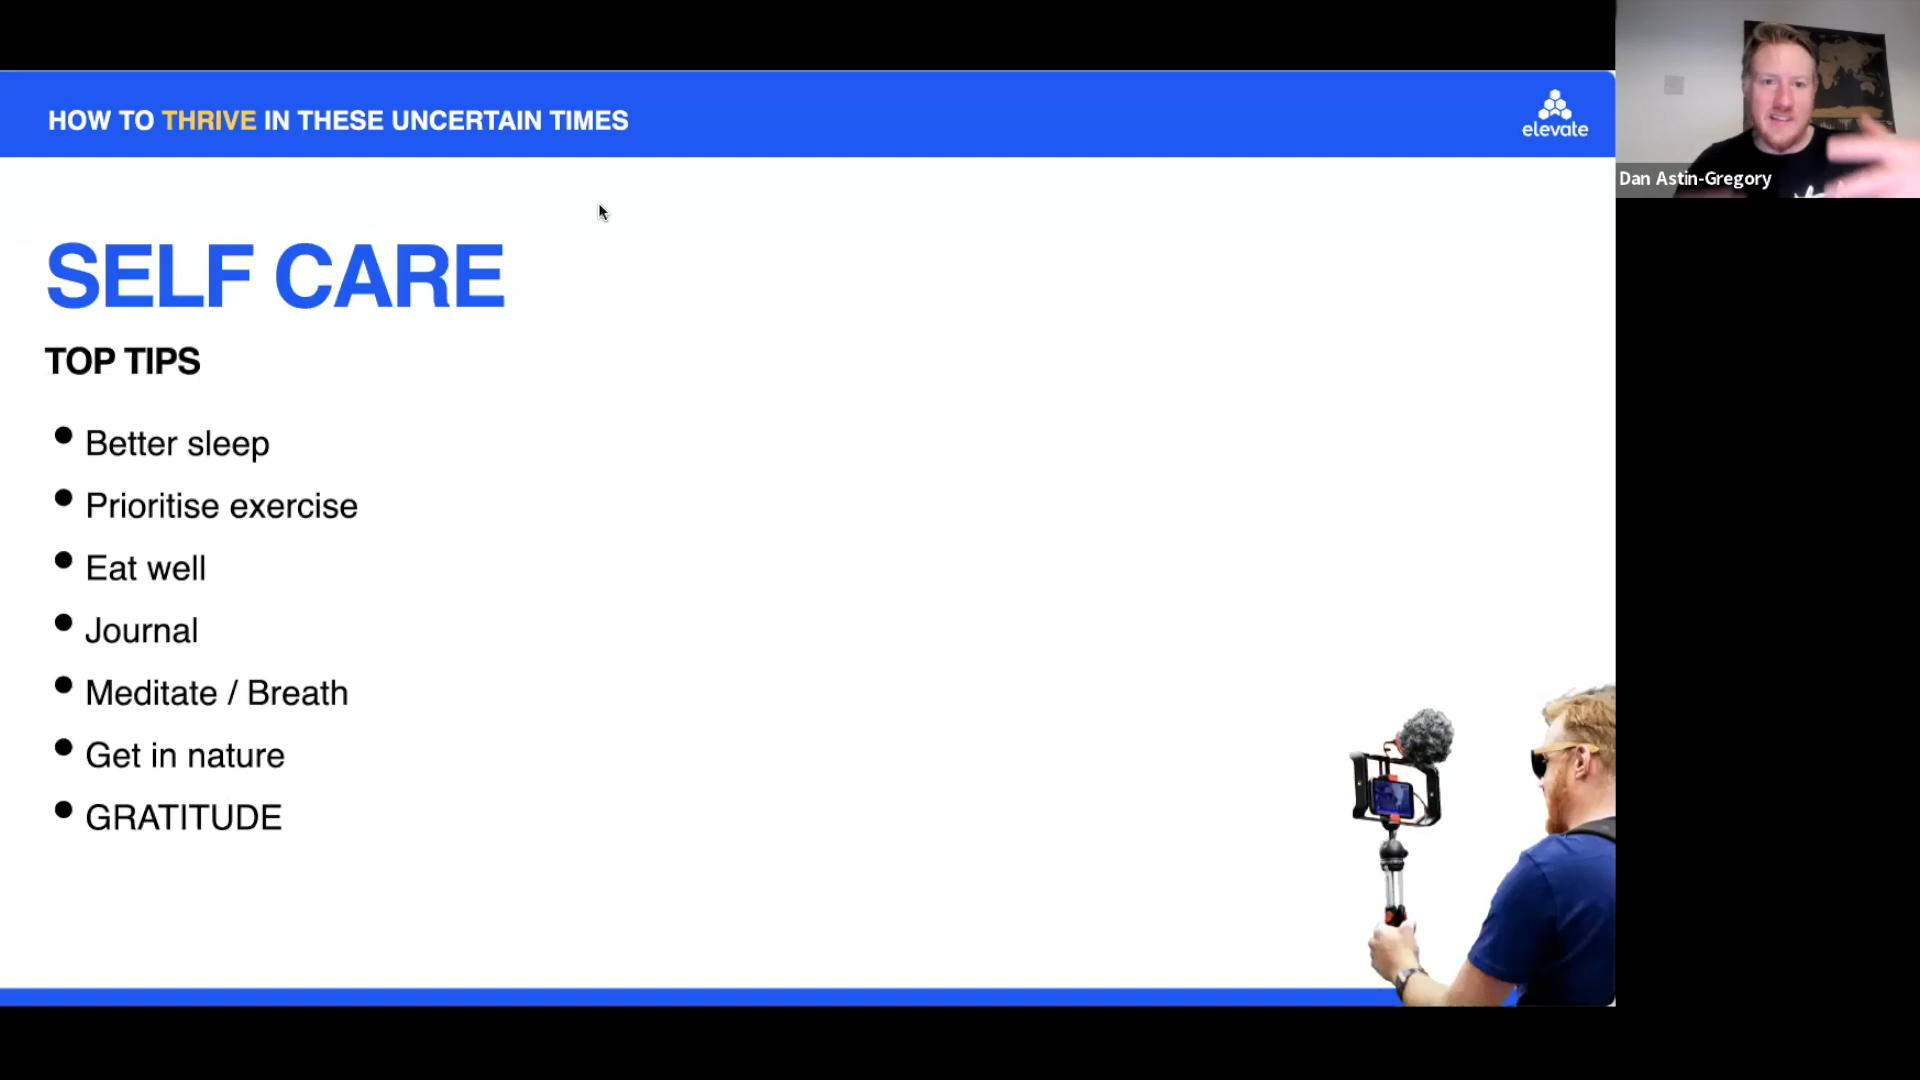 HOW TO THRIVE IN THESE UNCERTAIN TIMES
elevate
Dan Astin-Gregory
SELF CARE
TOP TIPS
Better sleep
Prioritise exercise
Eat well
Journal
Meditate / Breath
Get in nature
GRATITUDE